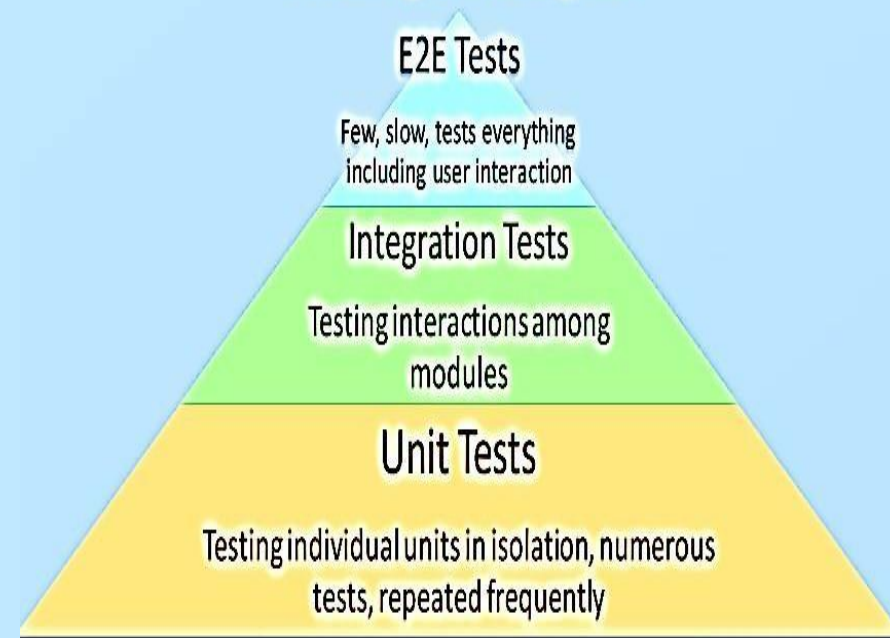 E2E Tests
Few, slow, tests everything
including user interaction
Integration Tests
Testing interactions among
modules
Unit Tests
Testing individual units in isolation, numerous
tests, repeated frequently